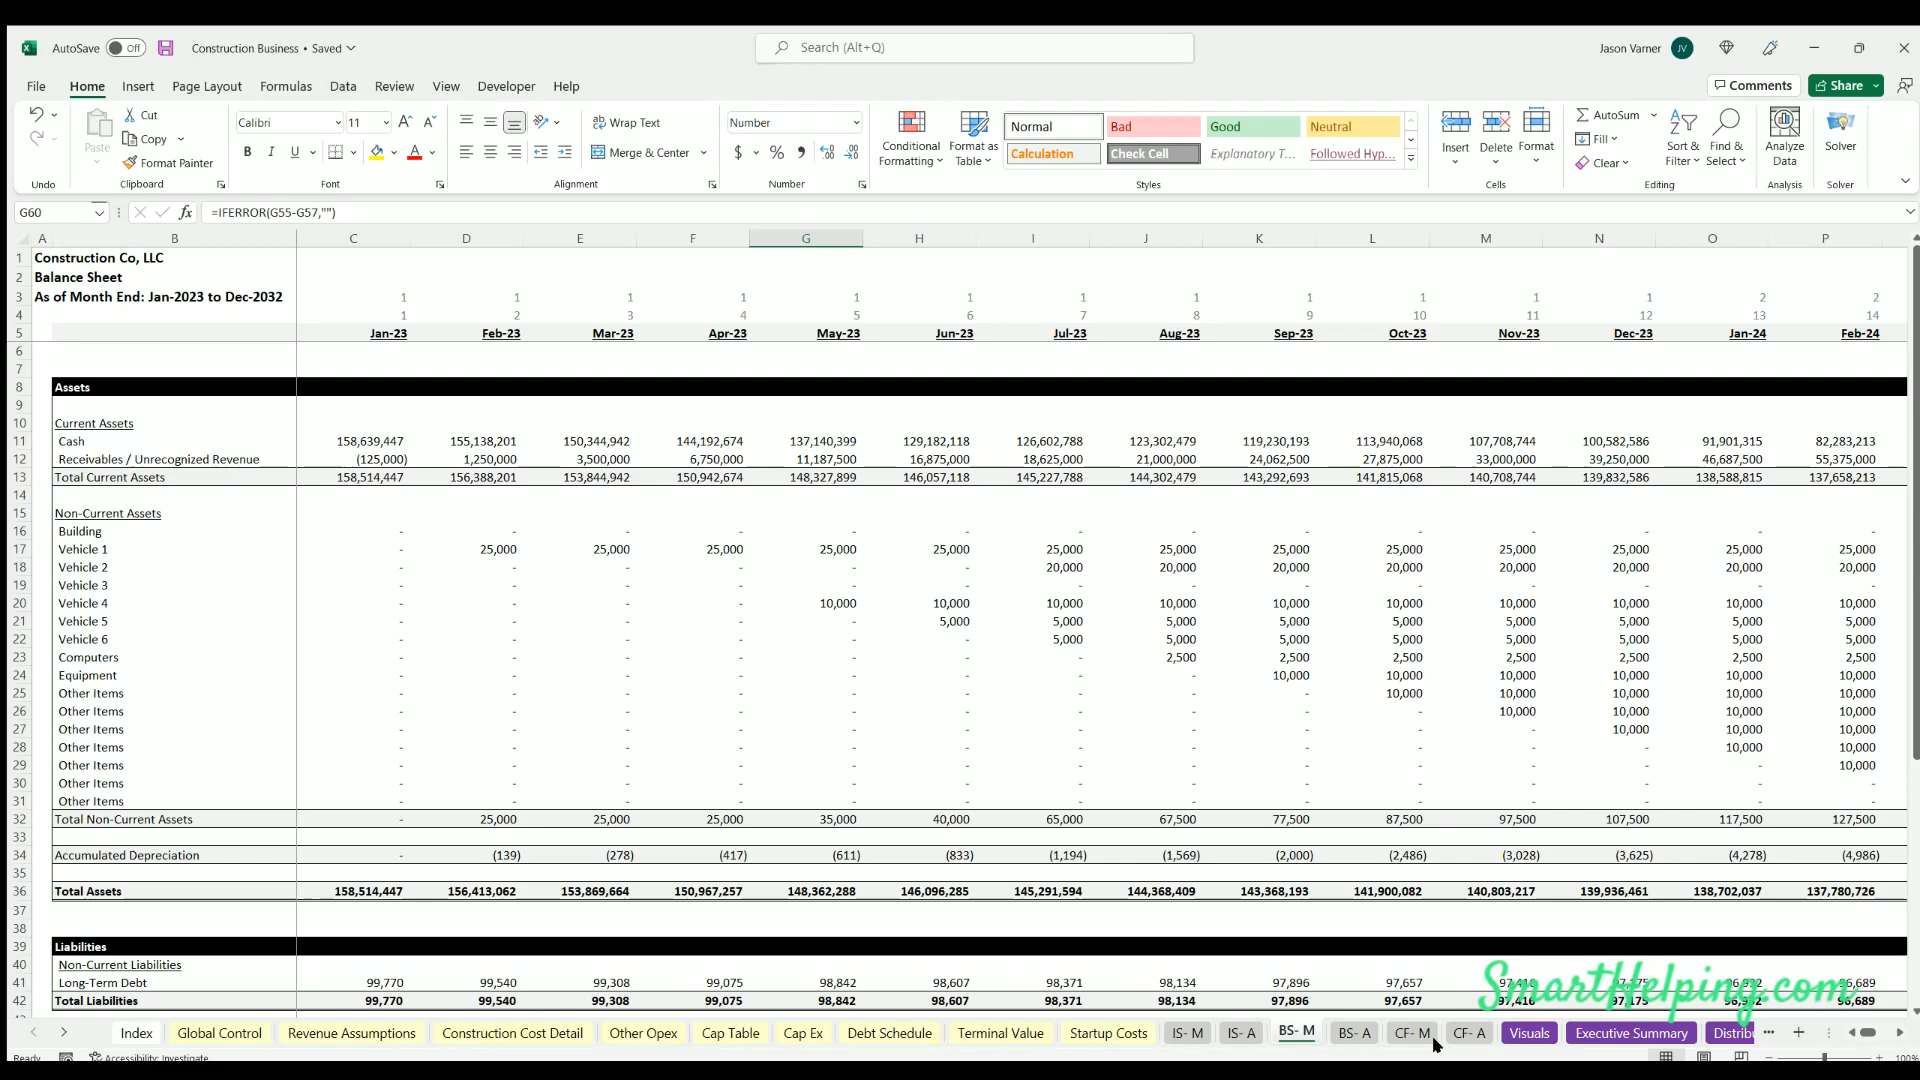 AutoSave Off Construction Business • Saved Search (Alt+Q) Jason Varner JV
File Home Insert Page Layout Formulas Data Review View Developer Help Comments Share
Cut Calibri 11 Wrap Text Number Normal Bad Good Neutral AutoSum
Paste Copy Conditional Formatting Format as Table Insert Delete Format Fill Sort & Filter Find & Select Analyze Data Solver
Format Painter B I U Merge & Center $ % Calculation Check Cell Explanatory T... Followed Hyp... Clear
Undo Clipboard Font Alignment Number Styles Cells Editing Analysis Solver
G60 fx =IFERROR(G55-G57,"")
A B C D E F G H I J K L M N O P
1 Construction Co, LLC
2 Balance Sheet
3 As of Month End: Jan-2023 to Dec-2032 1 1 1 1 1 1 1 1 1 1 1 1 2 2
4 1 2 3 4 5 6 7 8 9 10 11 12 13 14
5 Jan-23 Feb-23 Mar-23 Apr-23 May-23 Jun-23 Jul-23 Aug-23 Sep-23 Oct-23 Nov-23 Dec-23 Jan-24 Feb-24
6
7
8 Assets
9
10 Current Assets
11 Cash 158,639,447 155,138,201 150,344,942 144,192,674 137,140,399 129,182,118 126,602,788 123,302,479 119,230,193 113,940,068 107,708,744 100,582,586 91,901,315 82,283,213
12 Receivables / Unrecognized Revenue (125,000) 1,250,000 3,500,000 6,750,000 11,187,500 16,875,000 18,625,000 21,000,000 24,062,500 27,875,000 33,000,000 39,250,000 46,687,500 55,375,000
13 Total Current Assets 158,514,447 156,388,201 153,844,942 150,942,674 148,327,899 146,057,118 145,227,788 144,302,479 143,292,693 141,815,068 140,708,744 139,832,586 138,588,815 137,658,213
14
15 Non-Current Assets
16 Building - - - - - - - - - - - - - -
17 Vehicle 1 - 25,000 25,000 25,000 25,000 25,000 25,000 25,000 25,000 25,000 25,000 25,000 25,000 25,000
18 Vehicle 2 - - - - - - 20,000 20,000 20,000 20,000 20,000 20,000 20,000 20,000
19 Vehicle 3 - - - - - - - - - - - - - -
20 Vehicle 4 - - - - 10,000 10,000 10,000 10,000 10,000 10,000 10,000 10,000 10,000 10,000
21 Vehicle 5 - - - - - 5,000 5,000 5,000 5,000 5,000 5,000 5,000 5,000 5,000
22 Vehicle 6 - - - - - - 5,000 5,000 5,000 5,000 5,000 5,000 5,000 5,000
23 Computers - - - - - - - 2,500 2,500 2,500 2,500 2,500 2,500 2,500
24 Equipment - - - - - - - - 10,000 10,000 10,000 10,000 10,000 10,000
25 Other Items - - - - - - - - - 10,000 10,000 10,000 10,000 10,000
26 Other Items - - - - - - - - - - 10,000 10,000 10,000 10,000
27 Other Items - - - - - - - - - - - 10,000 10,000 10,000
28 Other Items - - - - - - - - - - - - 10,000 10,000
29 Other Items - - - - - - - - - - - - - 10,000
30 Other Items - - - - - - - - - - - - - -
31 Other Items - - - - - - - - - - - - - -
32 Total Non-Current Assets - 25,000 25,000 25,000 35,000 40,000 65,000 67,500 77,500 87,500 97,500 107,500 117,500 127,500
33
34 Accumulated Depreciation - (139) (278) (417) (611) (833) (1,194) (1,569) (2,000) (2,486) (3,028) (3,625) (4,278) (4,986)
35
36 Total Assets 158,514,447 156,413,062 153,869,664 150,967,257 148,362,288 146,096,285 145,291,594 144,368,409 143,368,193 141,900,082 140,803,217 139,936,461 138,702,037 137,780,726
37
38
39 Liabilities
40 Non-Current Liabilities
41 Long-Term Debt 99,770 99,540 99,308 99,075 98,842 98,607 98,371 98,134 97,896 97,657
42 Total Liabilities 99,770 99,540 99,308 99,075 98,842 98,607 98,371 98,134 97,896 97,657 97,416 97,175 96,689
SmartHelping.com
Index Global Control Revenue Assumptions Construction Cost Detail Other Opex Cap Table Cap Ex Debt Schedule Terminal Value Startup Costs IS- M IS- A BS- M BS- A CF- M CF- A Visuals Executive Summary Distrib
Ready Accessibility: Investigate 100%